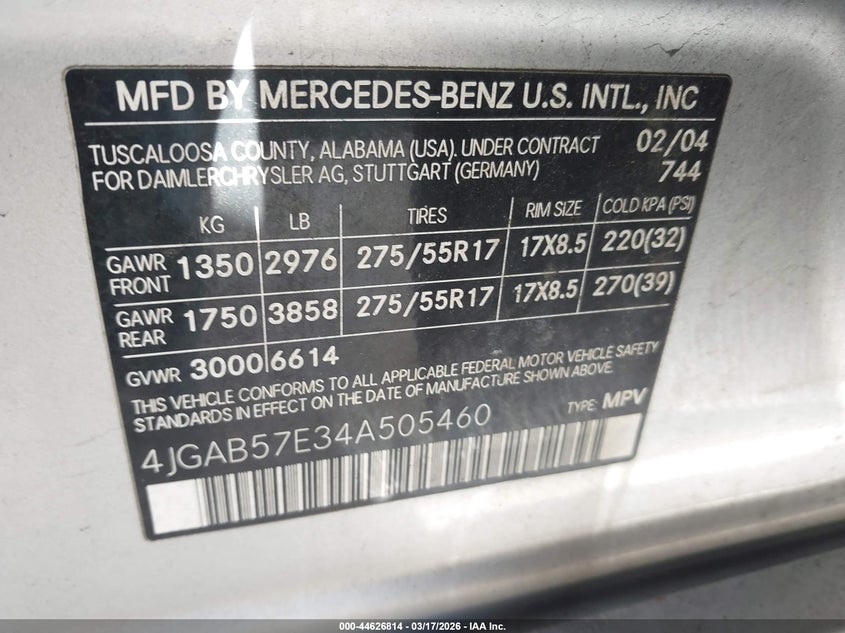 MFD BY MERCEDES-BENZ U.S. INTL., INC
TUSCALOOSA COUNTY, ALABAMA (USA). UNDER CONTRACT 02/04
FOR DAIMLERCHRYSLER AG, STUTTGART (GERMANY) 744
KG LB TIRES RIM SIZE COLD KPA (PSI)
GAWR FRONT 1350 2976 275/55R17 17X8.5 220(32)
GAWR REAR 1750 3858 275/55R17 17X8.5 270(39)
GVWR 3000 6614
THIS VEHICLE CONFORMS TO ALL APPLICABLE FEDERAL MOTOR VEHICLE SAFETY
STANDARDS IN EFFECT ON THE DATE OF MANUFACTURE SHOWN ABOVE.
4JGAB57E34A505460 TYPE: MPV
000-44626814 - 03/17/2026 - IAA Inc.